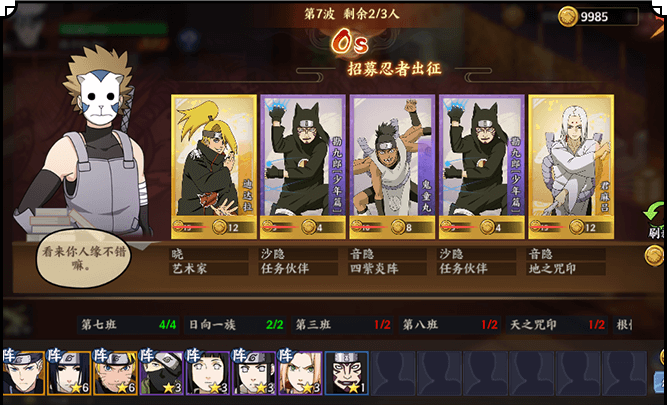 第7波 剩余2/3人
9985
0s
招募忍者出征
迪达拉
12
勘九郎「少年篇」
4
鬼童丸
8
勘九郎「少年篇」
4
君麻吕
12
看来你人缘不错嘛。
晓 沙隐 音隐 沙隐 音隐
艺术家 任务伙伴 四紫炎阵 任务伙伴 地之咒印
第七班 4/4 日向一族 2/2 第三班 1/2 第八班 1/2 天之咒印 1/2 根
阵 阵 阵 阵 阵 阵 阵
6 6 3 3 3 3 1